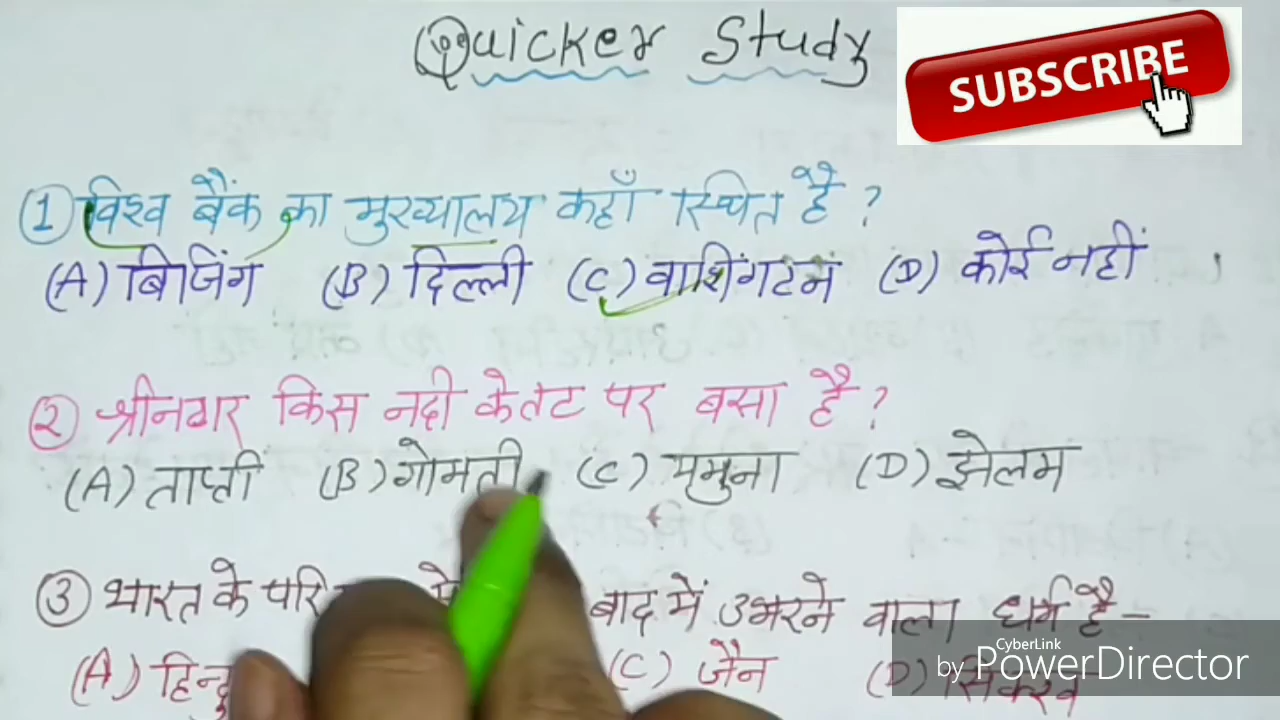 Quicker Study
SUBSCRIBE
① विश्व बैंक का मुख्यालय कहाँ स्थित है ?
(A) बिजिंग (B) दिल्ली (C) वाशिंगटन (D) कोई नहीं
② श्रीनगर किस नदी के तट पर बसा है ?
(A) ताप्ती (B) गोमती (C) यमुना (D) झेलम
③ भारत के बाद में उभरने वाला धर्म है –
(A) (C) जैन (D)
CyberLink
by PowerDirector